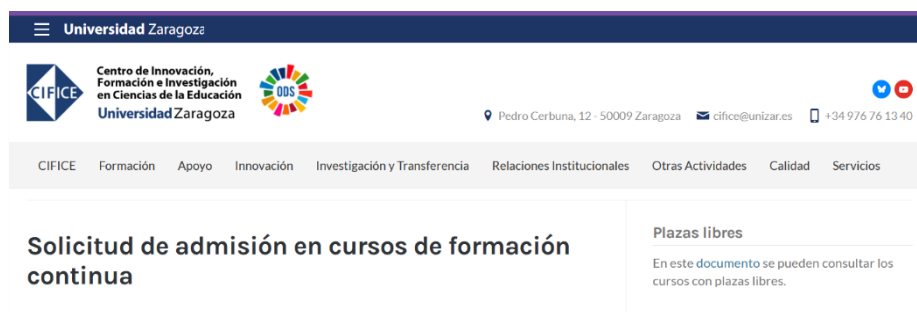 Universidad Zaragoza
CIFICE
Centro de Innovación,
Formación e Investigación
en Ciencias de la Educación
Universidad Zaragoza
ODS
Pedro Cerbuna, 12 - 50009 Zaragoza cifice@unizar.es +34 976 76 13 40
CIFICE Formación Apoyo Innovación Investigación y Transferencia Relaciones Institucionales Otras Actividades Calidad Servicios
Solicitud de admisión en cursos de formación
continua
Plazas libres
En este documento se pueden consultar los
cursos con plazas libres.